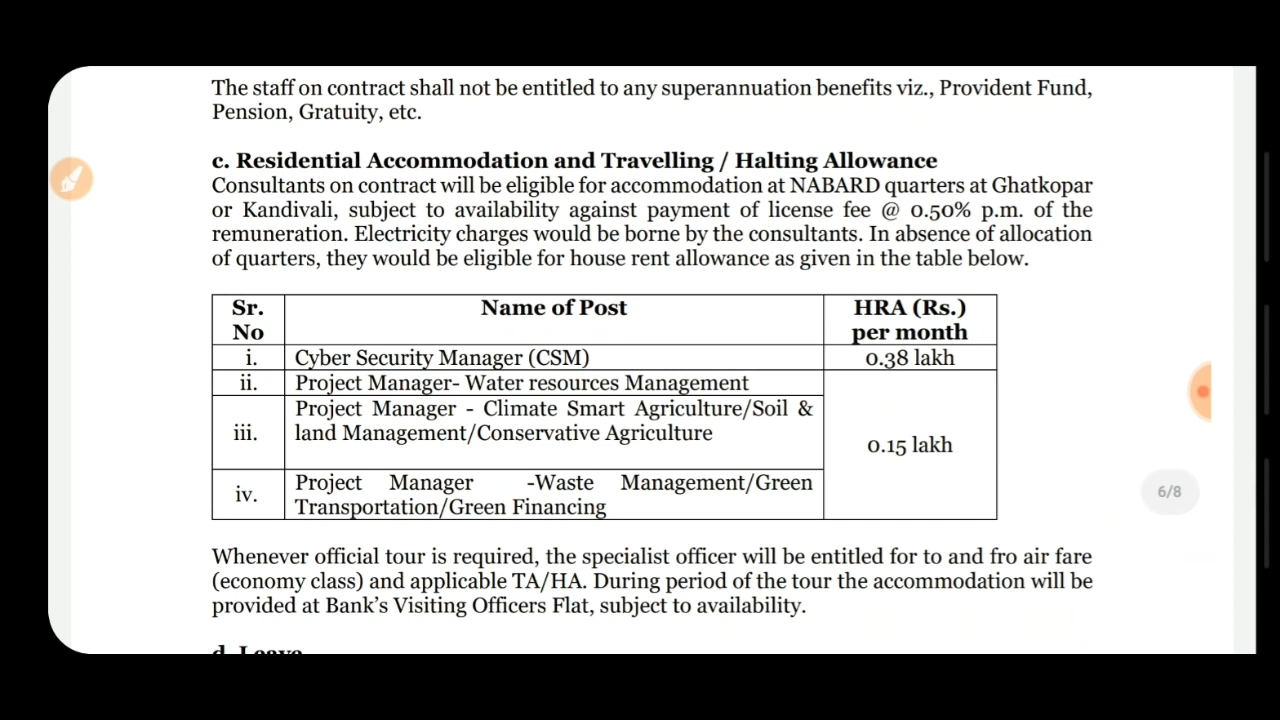 The staff on contract shall not be entitled to any superannuation benefits viz., Provident Fund,
Pension, Gratuity, etc.
c. Residential Accommodation and Travelling / Halting Allowance
Consultants on contract will be eligible for accommodation at NABARD quarters at Ghatkopar
or Kandivali, subject to availability against payment of license fee @ 0.50% p.m. of the
remuneration. Electricity charges would be borne by the consultants. In absence of allocation
of quarters, they would be eligible for house rent allowance as given in the table below.
Sr. No Name of Post HRA (Rs.) per month
i. Cyber Security Manager (CSM) 0.38 lakh
ii. Project Manager- Water resources Management
iii. Project Manager - Climate Smart Agriculture/Soil &
land Management/Conservative Agriculture
0.15 lakh
iv. Project Manager -Waste Management/Green
Transportation/Green Financing
6/8
Whenever official tour is required, the specialist officer will be entitled for to and fro air fare
(economy class) and applicable TA/HA. During period of the tour the accommodation will be
provided at Bank's Visiting Officers Flat, subject to availability.
d. Leave